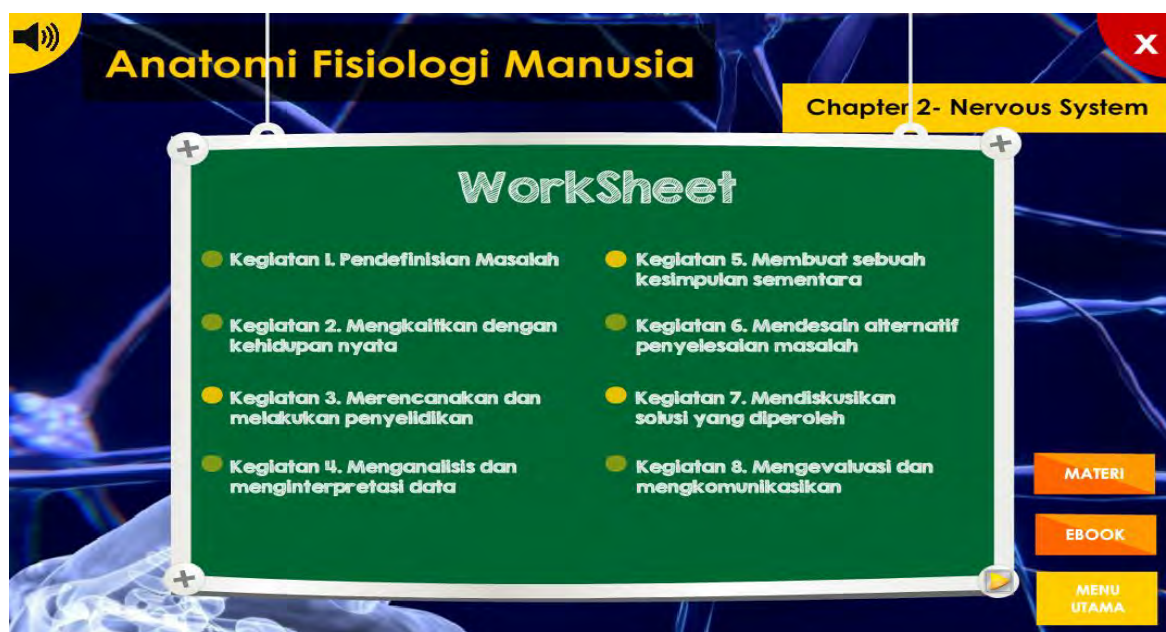 Anatomi Fisiologi Manusia
X
Chapter 2- Nervous System
WorkSheet
Kegiatan 1. Pendefinisian Masalah
Kegiatan 2. Mengkaitkan dengan
kehidupan nyata
Kegiatan 3. Merencanakan dan
melakukan penyelidikan
Kegiatan 4. Menganalisis dan
menginterpretasi data
Kegiatan 5. Membuat sebuah
kesimpulan sementara
Kegiatan 6. Mendesain alternatif
penyelesaian masalah
Kegiatan 7. Mendiskusikan
solusi yang diperoleh
Kegiatan 8. Mengevaluasi dan
mengkomunikasikan
MATERI
EBOOK
MENU
UTAMA